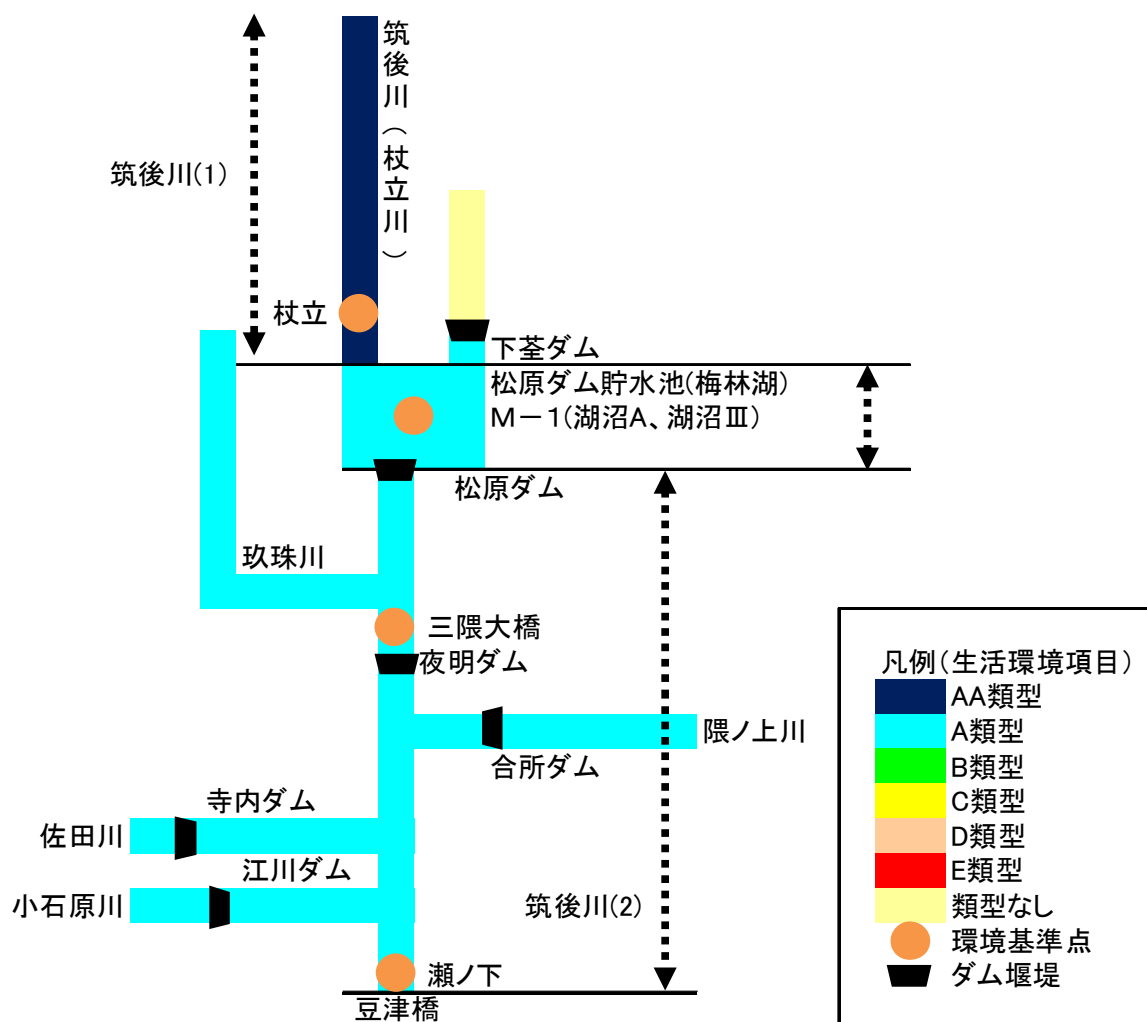 筑後川(杖立川)
筑後川(1)
杖立
下荃ダム
松原ダム貯水池(梅林湖)
M-1(湖沼A、湖沼Ⅲ)
松原ダム
玖珠川
三隈大橋
夜明ダム
隈ノ上川
合所ダム
寺内ダム
佐田川
江川ダム
小石原川
筑後川(2)
瀬ノ下
豆津橋
凡例(生活環境項目)
AA類型
A類型
B類型
C類型
D類型
E類型
類型なし
環境基準点
ダム堰堤